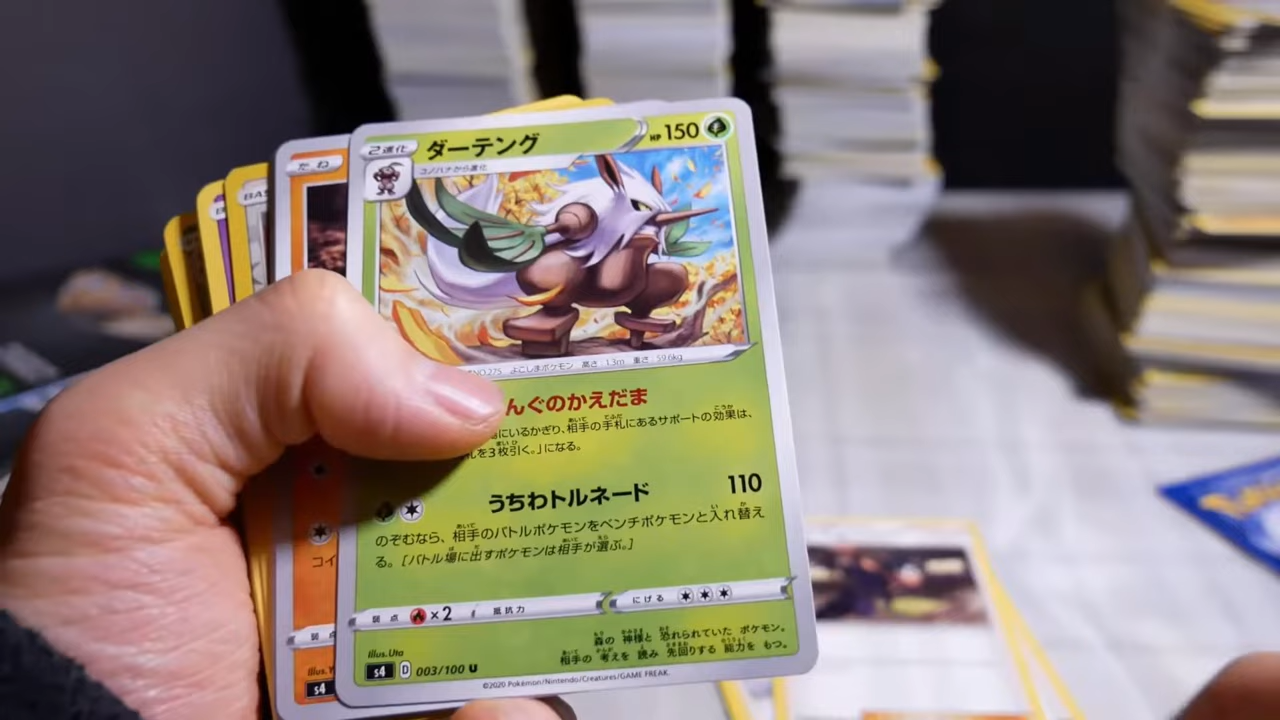 2進化 ダーテング HP 150
コノハナから進化
NO.275 よこしまポケモン 高さ:1.3m 重さ:59.6kg
んぐのかえだま
にいるかぎり、相手の手札にあるサポートの効果は、
を3枚引く。」になる。
うちわトルネード 110
のぞむなら、相手のバトルポケモンをベンチポケモンと入れ替え
る。[バトル場に出すポケモンは相手が選ぶ。]
弱点 ×2 抵抗力 にげる
森の神様と恐れられていたポケモン。
相手の考えを読み先回りする能力をもつ。
Illus.Uto
s4 D 003/100 U
©2020 Pokémon/Nintendo/Creatures/GAME FREAK.
たね
コイ
弱点
Illus.Y
s4
BAS